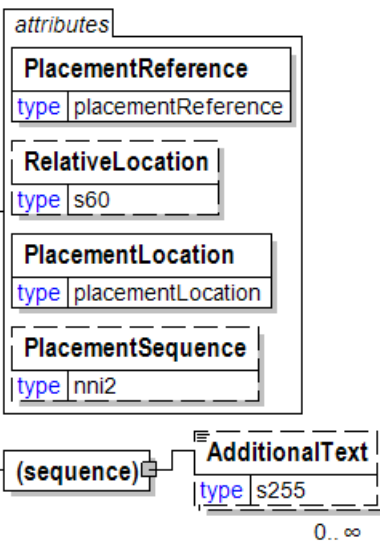 attributes
PlacementReference
type placementReference
RelativeLocation
type s60
PlacementLocation
type placementLocation
PlacementSequence
type nni2
(sequence)
AdditionalText
type s255
0.. ∞